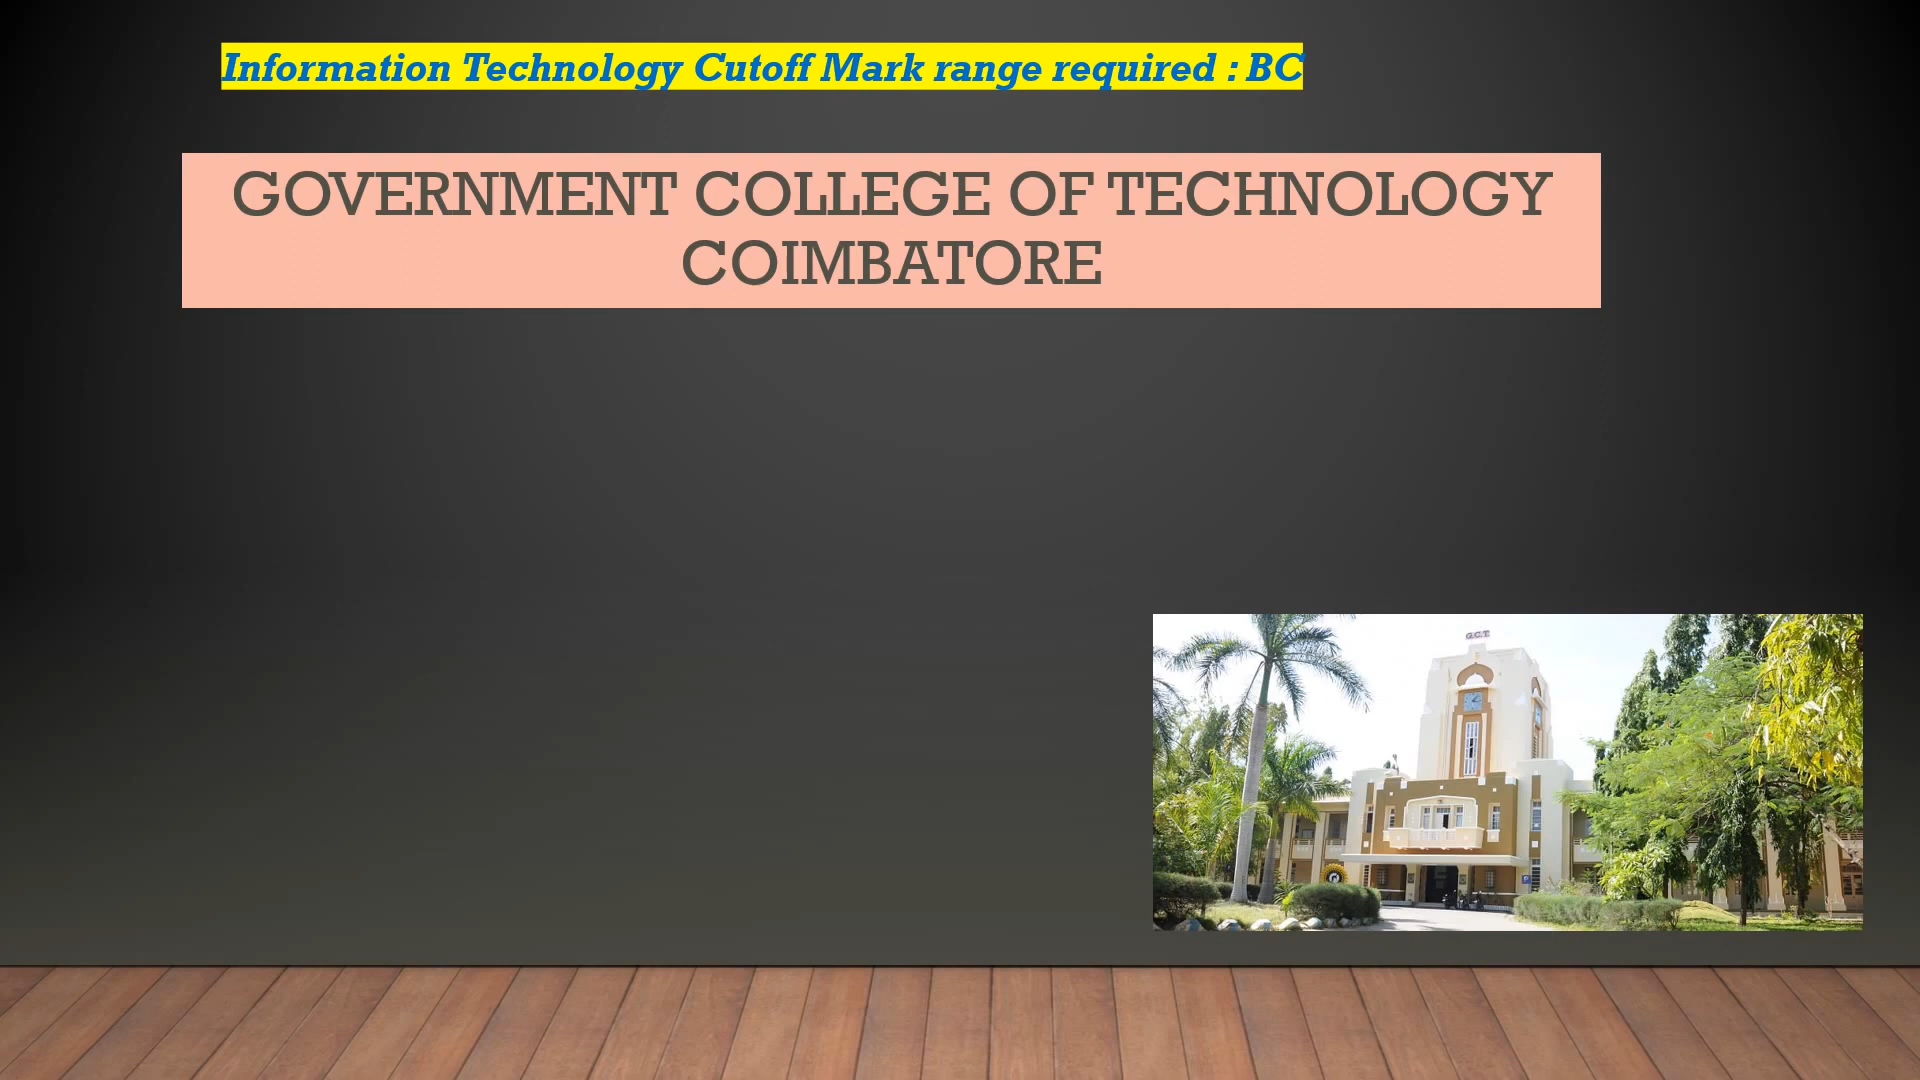 Information Technology Cutoff Mark range required : BC
GOVERNMENT COLLEGE OF TECHNOLOGY
COIMBATORE
G.C.T